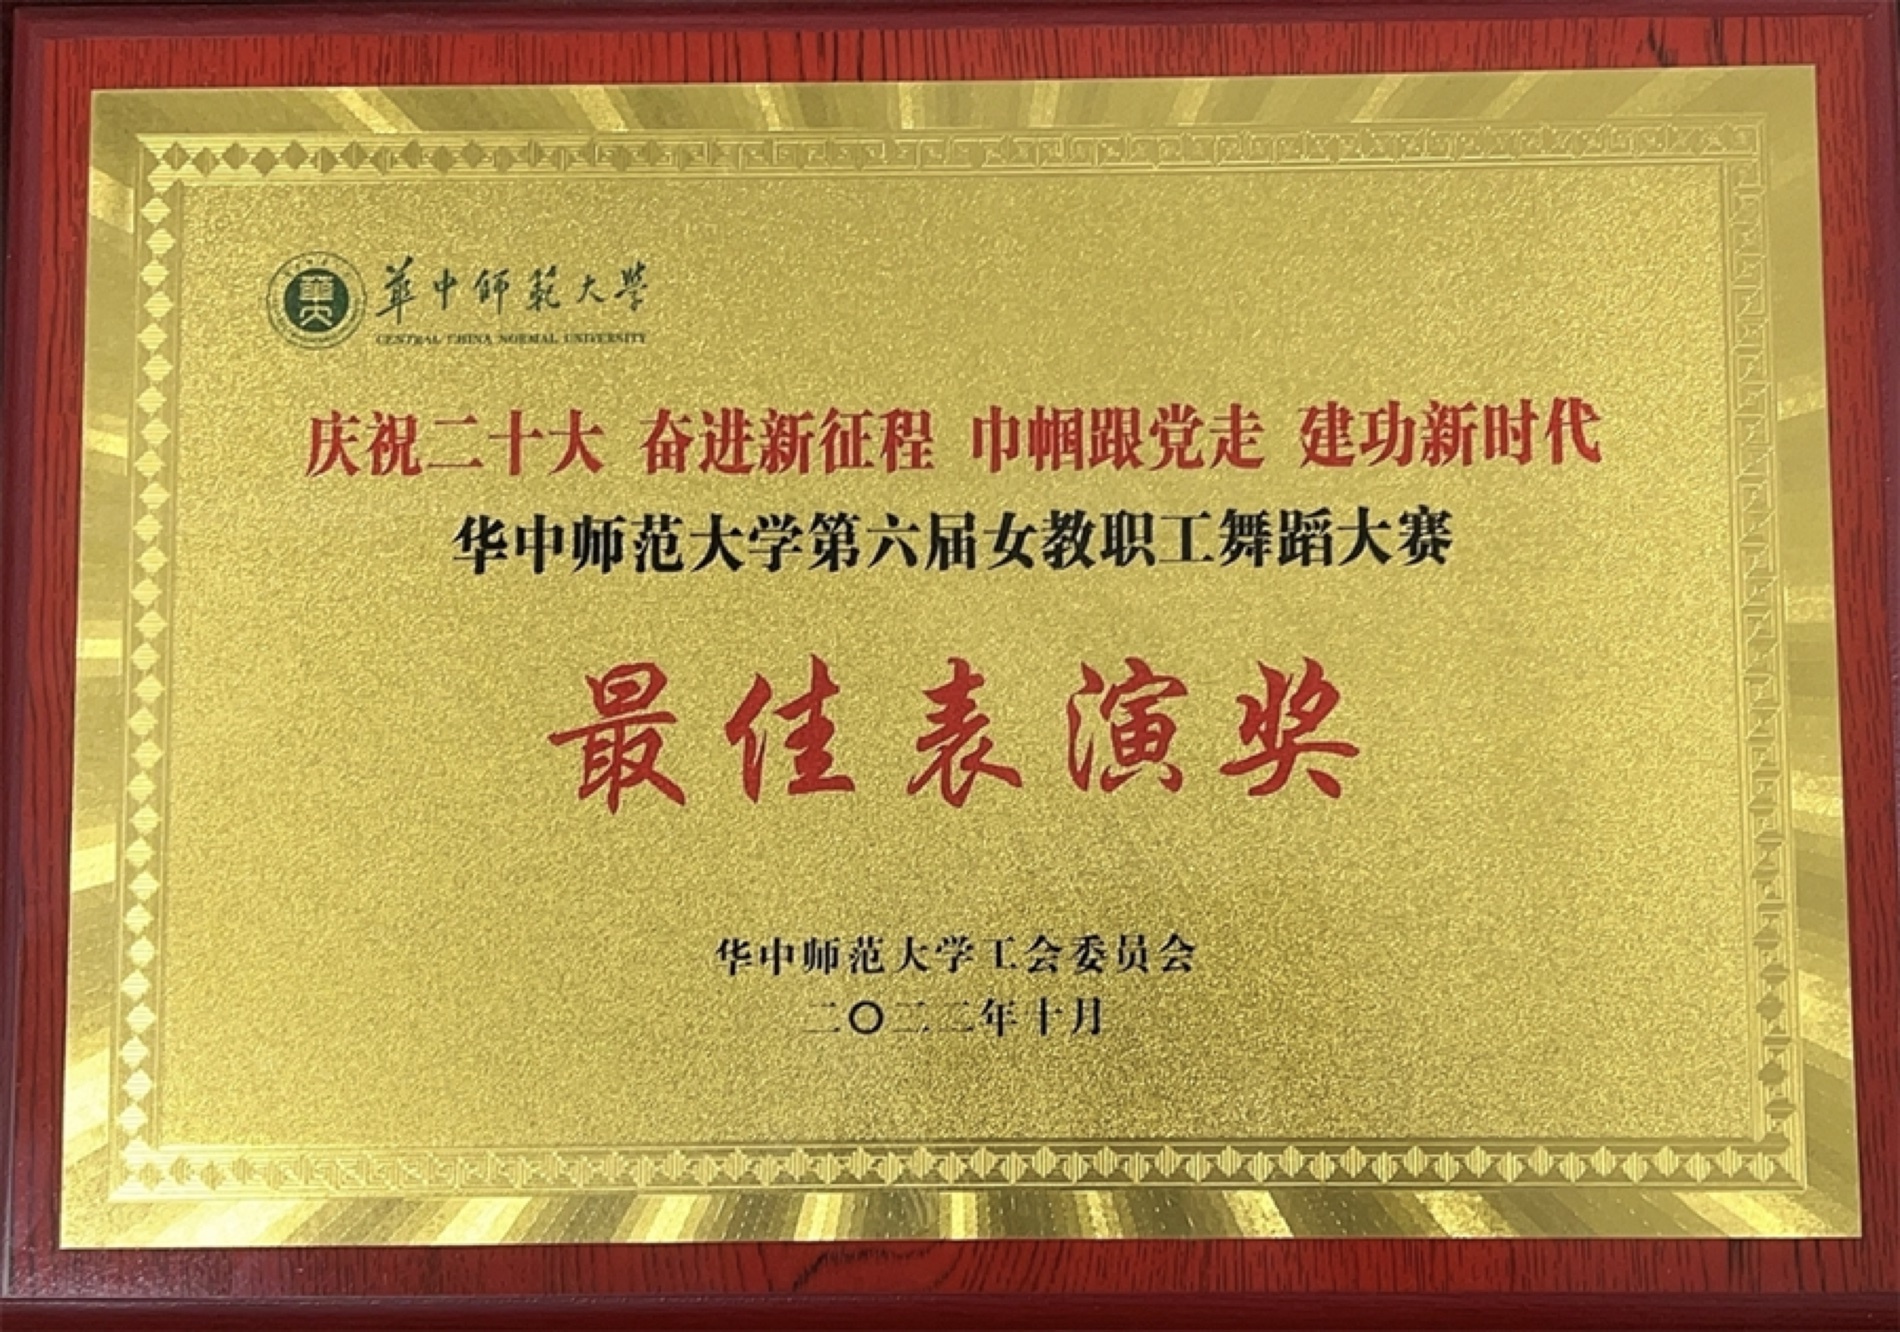 華中師範大學
CENTRAL CHINA NORMAL UNIVERSITY
庆祝二十大 奋进新征程 巾帼跟党走 建功新时代
华中师范大学第六届女教职工舞蹈大赛
最佳表演奖
华中师范大学工会委员会
二〇二二年十月